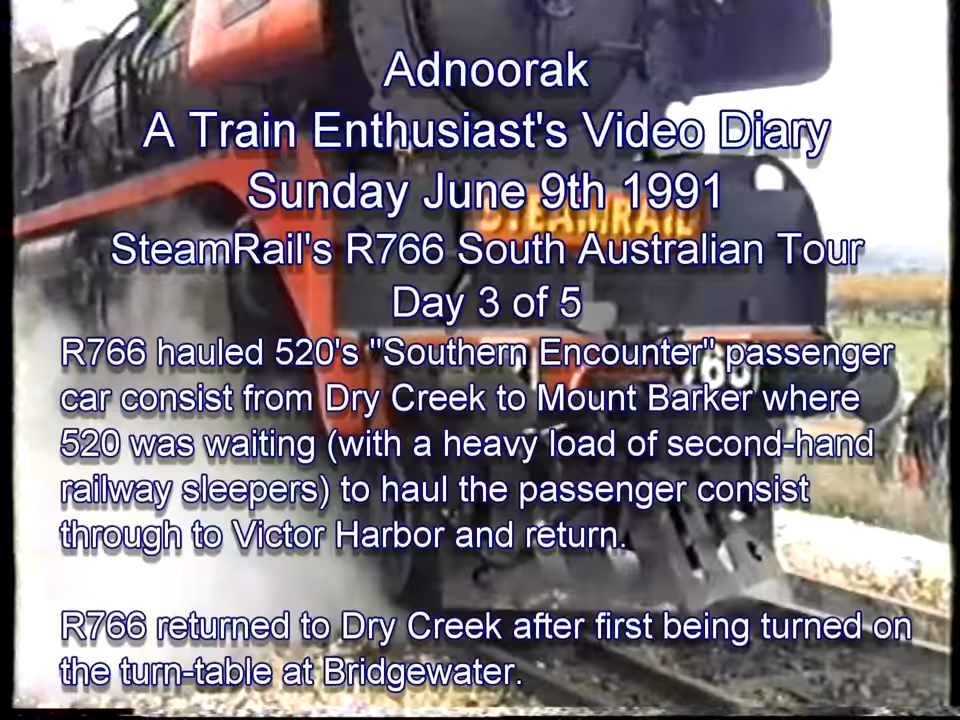 Adnoorak
A Train Enthusiast's Video Diary
Sunday June 9th 1991
STEAMRAIL
SteamRail's R766 South Australian Tour
Day 3 of 5
R766 hauled 520's "Southern Encounter" passenger
766
car consist from Dry Creek to Mount Barker where
520 was waiting (with a heavy load of second-hand
railway sleepers) to haul the passenger consist
through to Victor Harbor and return.
R766 returned to Dry Creek after first being turned on
the turn-table at Bridgewater.